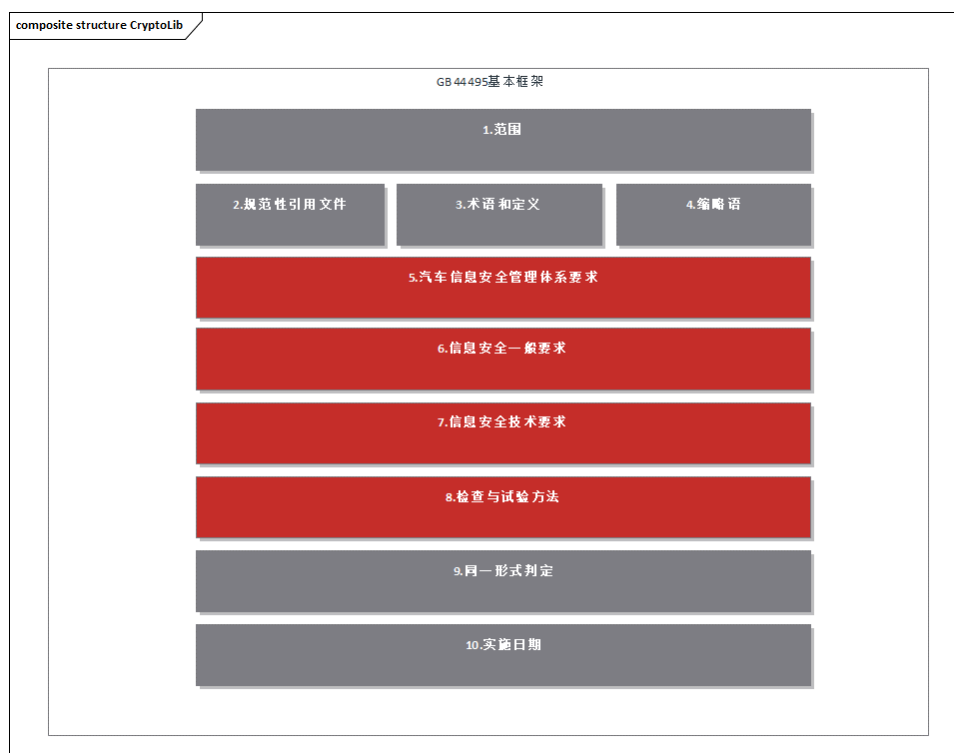 composite structure CryptoLib
GB 44495基本框架
1.范围
2.规范性引用文件
3.术语和定义
4.缩略语
5.汽车信息安全管理体系要求
6.信息安全一般要求
7.信息安全技术要求
8.检查与试验方法
9.同一形式判定
10.实施日期